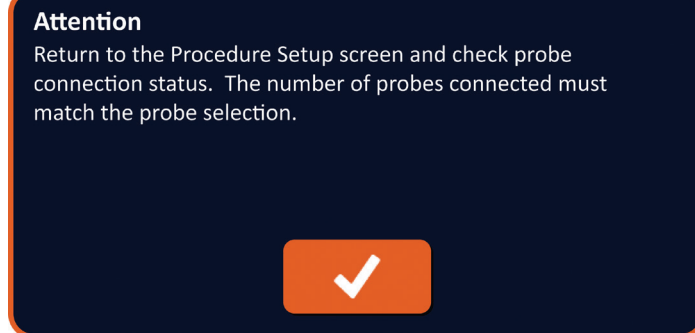 Attention
Return to the Procedure Setup screen and check probe
connection status.  The number of probes connected must
match the probe selection.